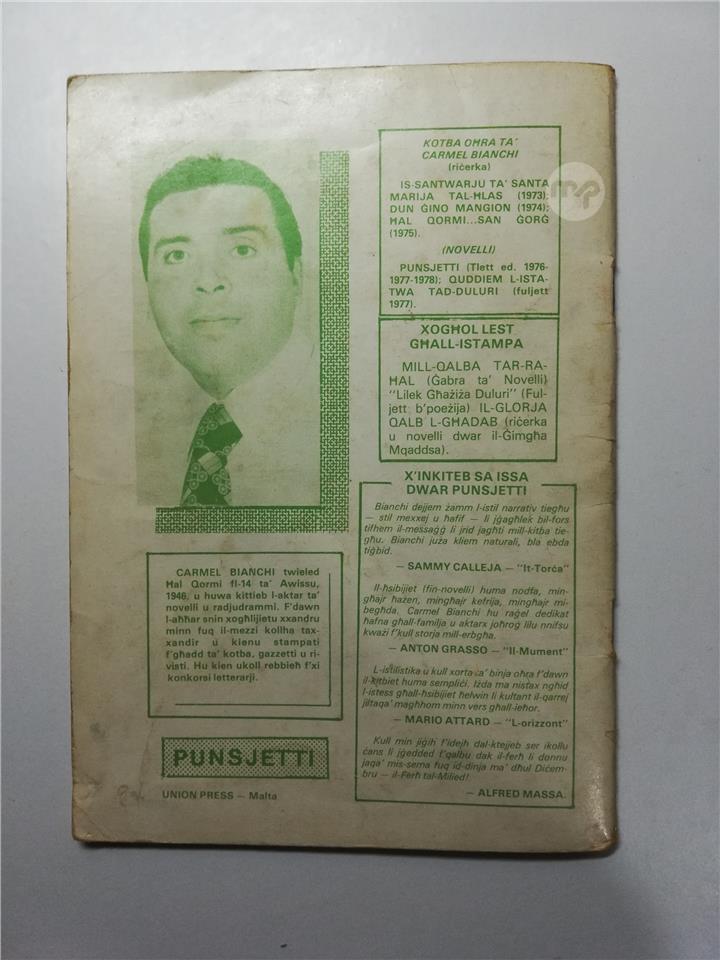 KOTBA OĦRA TA'
CARMEL BIANCHI
(riċerka)
IS-SANTWARJU TA' SANTA
MARIJA TAL-ĦLAS (1973);
DUN ĠINO MANGION (1974);
ĦAL QORMI...SAN ĠORĠ
(1975).
(NOVELLI)
PUNSJETTI (Tlett ed. 1976-
1977-1978); QUDDIEM L-ISTA-
TWA TAD-DULURI (fuljett
1977).
XOGĦOL LEST
GĦALL-ISTAMPA
MILL-QALBA TAR-RA-
ĦAL (Ġabra ta' Novelli)
"Lilek Għażiża Duluri" (Ful-
jett b'poeżija) IL-GLORJA
QALB L-GĦADAB (riċerka
u novelli dwar il-Ġimgħa
Mqaddsa).
X'INKITEB SA ISSA
DWAR PUNSJETTI
Bianchi dejjem żamm l-istil narrativ tiegħu
— stil mexxej u ħafif — li jġagħlek bil-fors
tifhem il-messaġġ li jrid jagħti mill-kitba tie-
għu. Bianchi juża kliem naturali, bla ebda
tiġbid.
— SAMMY CALLEJA — "It-Torċa"
Il-ħsibijiet (fin-novelli) huma nodfa, min-
għajr ħażen, mingħajr kefrija, mingħajr mi-
begħda. Carmel Bianchi hu raġel dedikat
ħafna għall-familja u aktarx joħroġ lilu nnifsu
kważi f'kull storja mill-erbgħa.
— ANTON GRASSO — "Il-Mument"
L-istilistika u kull xorta ta' binja oħra f'dawn
il-kitbiet huma sempliċi. Iżda ma nistax ngħid
l-istess għall-ħsibijiet ħelwin li kultant il-qarrej
jiltaqa' magħhom minn vers għall-ieħor.
— MARIO ATTARD — "L-orizzont"
Kull min jiġih f'idejh dal-ktejjeb ser ikollu
ċans li jġedded f'qalbu dak il-ferħ li donnu
jaqa' mis-sema fuq id-dinja ma' dħul Diċem-
bru — il-Ferħ tal-Milied!
— ALFRED MASSA.
CARMEL BIANCHI twieled
Ħal Qormi fl-14 ta' Awissu,
1946, u huwa kittieb l-aktar ta'
novelli u radjudrammi. F'dawn
l-aħħar snin xogħlijietu xxandru
minn fuq il-mezzi kollha tax-
xandir u kienu stampati
f'għadd ta' kotba, gazzetti u ri-
visti. Hu kien ukoll rebbieħ f'xi
konkorsi letterarji.
PUNSJETTI
UNION PRESS — Malta